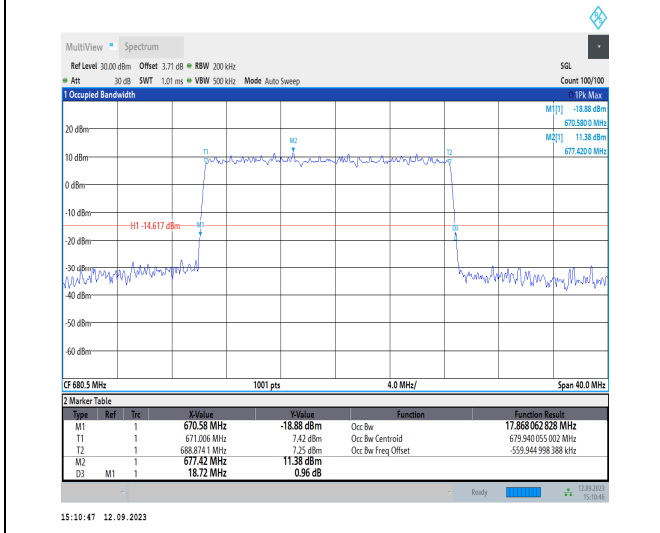 MultiView Spectrum
Ref Level 30.00 dBm Offset 3.71 dB RBW 200 kHz SGL
Att 30 dB SWT 1.01 ms VBW 500 kHz Mode Auto Sweep Count 100/100
1 Occupied Bandwidth 1Pk Max
M1[1] -18.88 dBm
670.5800 MHz
M2[1] 11.38 dBm
677.4200 MHz
20 dBm
M2
T1
T2
10 dBm
0 dBm
-10 dBm
H1 -14.617 dBm
M1
D3
-20 dBm
-30 dBm
-40 dBm
-50 dBm
-60 dBm
CF 680.5 MHz 1001 pts 4.0 MHz/ Span 40.0 MHz
2 Marker Table
Type Ref Trc X-Value Y-Value Function Function Result
M1 1 670.58 MHz -18.88 dBm Occ Bw 17.868 062 828 MHz
T1 1 671.006 MHz 7.42 dBm Occ Bw Centroid 679.940 055 002 MHz
T2 1 688.874 1 MHz 7.25 dBm Occ Bw Freq Offset -559.944 998 388 kHz
M2 1 677.42 MHz 11.38 dBm
D3 M1 1 18.72 MHz 0.96 dB
Ready 12.09.2023
15:10:46
15:10:47 12.09.2023